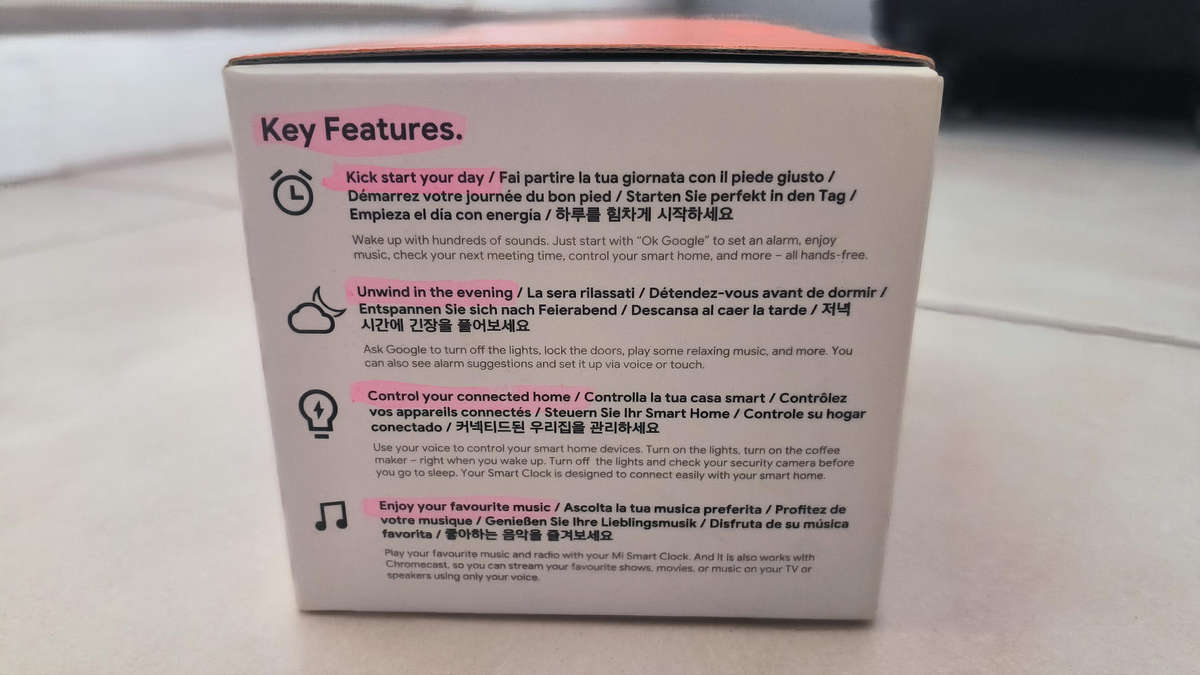 Key Features.
Kick start your day / Fai partire la tua giornata con il piede giusto /
Démarrez votre journée du bon pied / Starten Sie perfekt in den Tag /
Empieza el día con energía / 하루를 힘차게 시작하세요
Wake up with hundreds of sounds. Just start with “Ok Google” to set an alarm, enjoy
music, check your next meeting time, control your smart home, and more – all hands-free.
Unwind in the evening / La sera rilassati / Détendez-vous avant de dormir /
Entspannen Sie sich nach Feierabend / Descansa al caer la tarde / 저녁
시간에 긴장을 풀어보세요
Ask Google to turn off the lights, lock the doors, play some relaxing music, and more. You
can also see alarm suggestions and set it up via voice or touch.
Control your connected home / Controlla la tua casa smart / Contrôlez
vos appareils connectés / Steuern Sie Ihr Smart Home / Controle su hogar
conectado / 커넥티드된 우리집을 관리하세요
Use your voice to control your smart home devices. Turn on the lights, turn on the coffee
maker – right when you wake up. Turn off the lights and check your security camera before
you go to sleep. Your Smart Clock is designed to connect easily with your smart home.
Enjoy your favourite music / Ascolta la tua musica preferita / Profitez de
votre musique / Genießen Sie Ihre Lieblingsmusik / Disfruta de su música
favorita / 좋아하는 음악을 즐겨보세요
Play your favourite music and radio with your Mi Smart Clock. And it is also works with
Chromecast, so you can stream your favourite shows, movies, or music on your TV or
speakers using only your voice.